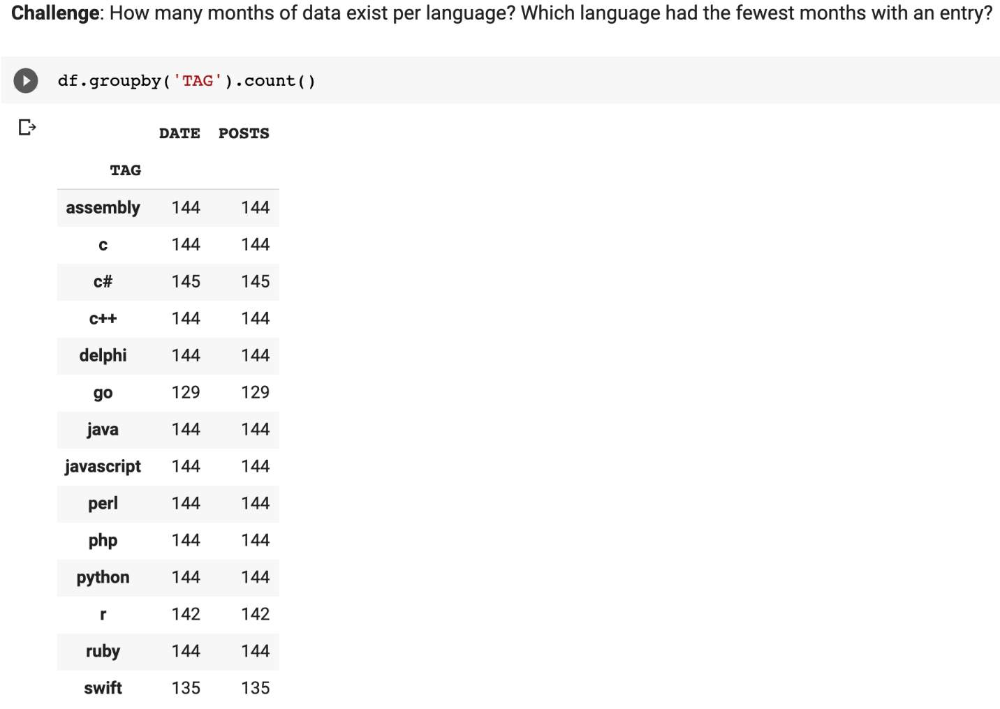 Challenge: How many months of data exist per language? Which language had the fewest months with an entry?
df.groupby('TAG').count()
DATE POSTS
TAG
assembly 144 144
c 144 144
c# 145 145
c++ 144 144
delphi 144 144
go 129 129
java 144 144
javascript 144 144
perl 144 144
php 144 144
python 144 144
r 142 142
ruby 144 144
swift 135 135